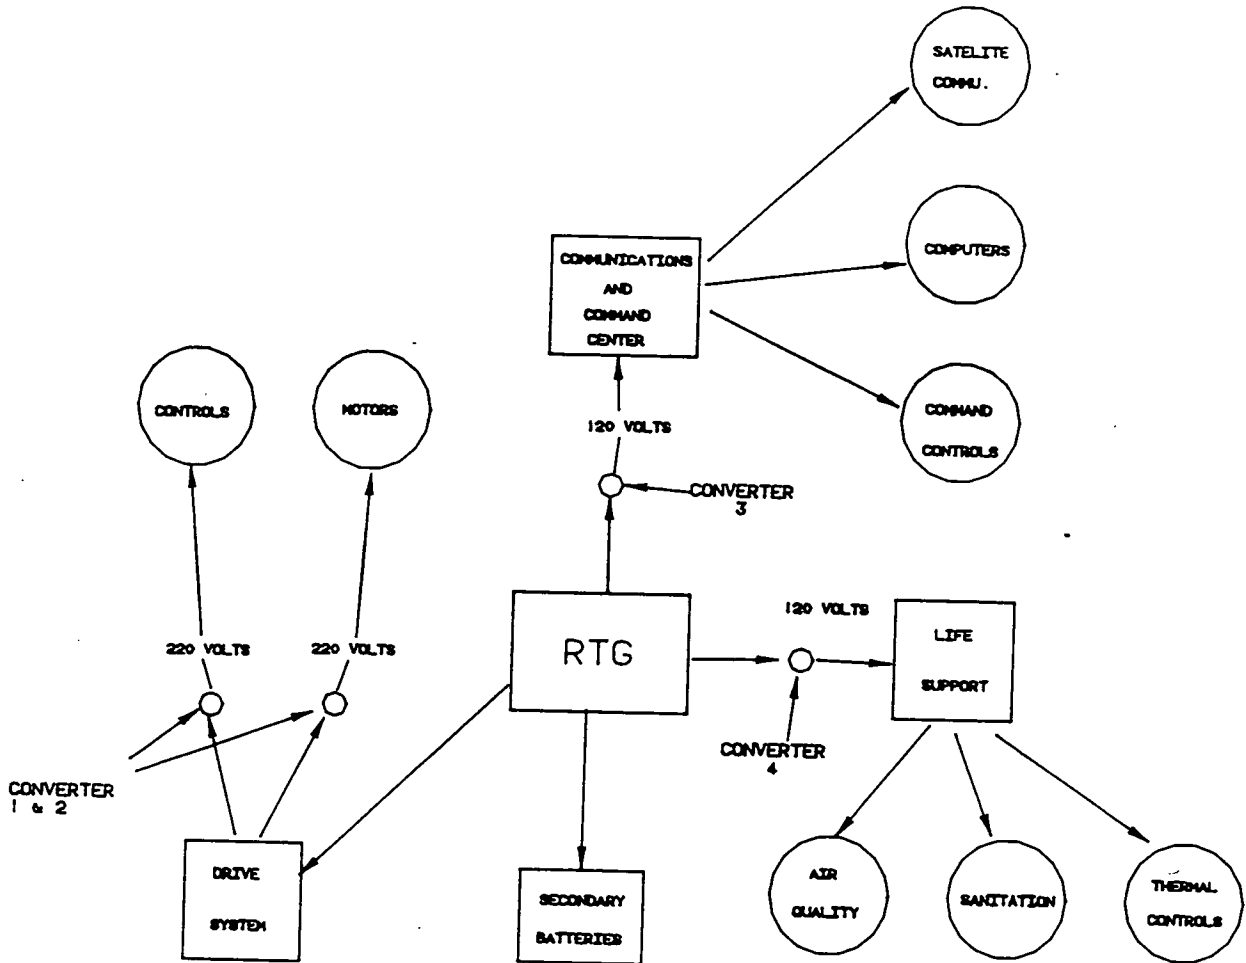 SATELITE
COMMU.
COMPUTERS
COMMUNICATIONS
AND
COMMAND
CENTER
CONTROLS
MOTORS
COMMAND
CONTROLS
120 VOLTS
CONVERTER
3
120 VOLTS
LIFE
SUPPORT
RTG
220 VOLTS
220 VOLTS
CONVERTER
4
CONVERTER
1 & 2
DRIVE
SYSTEM
SECONDARY
BATTERIES
AIR
QUALITY
SANITATION
THERMAL
CONTROLS